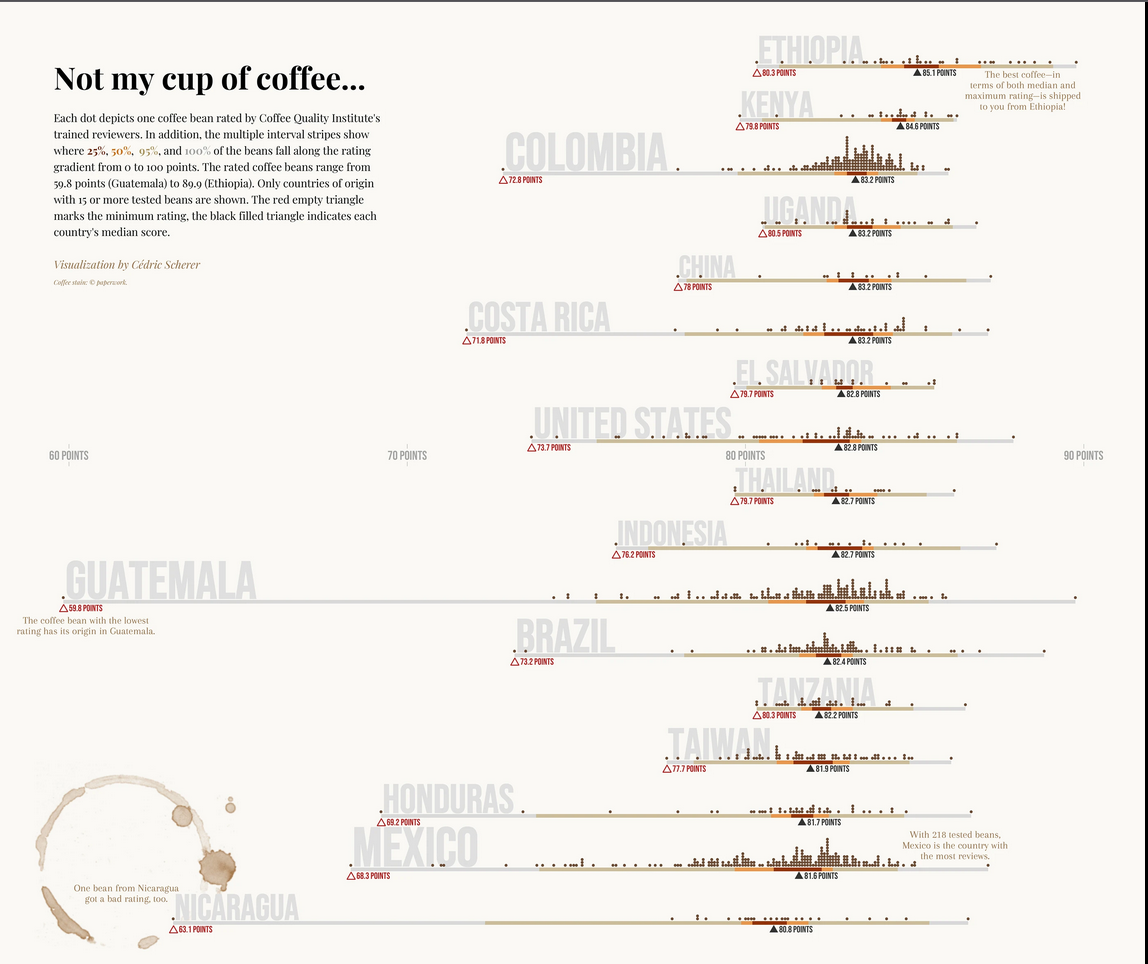 Not my cup of coffee...
Each dot depicts one coffee bean rated by Coffee Quality Institute's
trained reviewers. In addition, the multiple interval stripes show
where 25%, 50%, 95%, and 100% of the beans fall along the rating
gradient from 0 to 100 points. The rated coffee beans range from
59.8 points (Guatemala) to 89.9 (Ethiopia). Only countries of origin
with 15 or more tested beans are shown. The red empty triangle
marks the minimum rating, the black filled triangle indicates each
country's median score.
Visualization by Cédric Scherer
Coffee stain: © paperwork.
ETHIOPIA
80.3 POINTS
85.1 POINTS
The best coffee—in
terms of both median and
maximum rating—is shipped
to you from Ethiopia!
KENYA
79.8 POINTS
84.6 POINTS
COLOMBIA
72.8 POINTS
83.2 POINTS
UGANDA
80.5 POINTS
83.2 POINTS
CHINA
78 POINTS
83.2 POINTS
COSTA RICA
71.8 POINTS
83.2 POINTS
EL SALVADOR
79.7 POINTS
82.8 POINTS
UNITED STATES
73.7 POINTS
82.8 POINTS
60 POINTS
70 POINTS
80 POINTS
90 POINTS
THAILAND
79.7 POINTS
82.7 POINTS
INDONESIA
76.2 POINTS
82.7 POINTS
GUATEMALA
59.8 POINTS
82.5 POINTS
The coffee bean with the lowest
rating has its origin in Guatemala.
BRAZIL
73.2 POINTS
82.4 POINTS
TANZANIA
80.3 POINTS
82.2 POINTS
TAIWAN
77.7 POINTS
81.9 POINTS
HONDURAS
69.2 POINTS
81.7 POINTS
MEXICO
68.3 POINTS
81.6 POINTS
With 218 tested beans,
Mexico is the country with
the most reviews.
One bean from Nicaragua
got a bad rating, too.
NICARAGUA
63.1 POINTS
80.8 POINTS